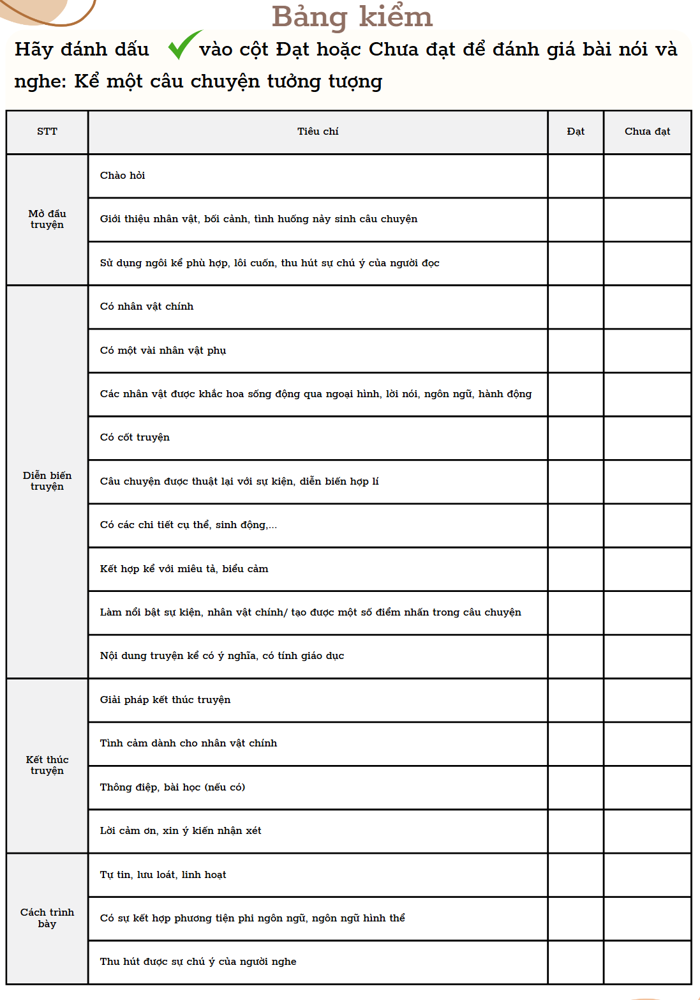 Bảng kiểm
Hãy đánh dấu vào cột Đạt hoặc Chưa đạt để đánh giá bài nói và
nghe: Kể một câu chuyện tưởng tượng
STT Tiêu chí Đạt Chưa đạt
Mở đầu
truyện
Chào hỏi
Giới thiệu nhân vật, bối cảnh, tình huống nảy sinh câu chuyện
Sử dụng ngôi kể phù hợp, lôi cuốn, thu hút sự chú ý của người đọc
Diễn biến
truyện
Có nhân vật chính
Có một vài nhân vật phụ
Các nhân vật được khắc hoa sống động qua ngoại hình, lời nói, ngôn ngữ, hành động
Có cốt truyện
Câu chuyện được thuật lại với sự kiện, diễn biến hợp lí
Có các chi tiết cụ thể, sinh động,...
Kết hợp kể với miêu tả, biểu cảm
Làm nổi bật sự kiện, nhân vật chính/ tạo được một số điểm nhấn trong câu chuyện
Nội dung truyện kể có ý nghĩa, có tính giáo dục
Kết thúc
truyện
Giải pháp kết thúc truyện
Tình cảm dành cho nhân vật chính
Thông điệp, bài học (nếu có)
Lời cảm ơn, xin ý kiến nhận xét
Cách trình
bày
Tự tin, lưu loát, linh hoạt
Có sự kết hợp phương tiện phi ngôn ngữ, ngôn ngữ hình thể
Thu hút được sự chú ý của người nghe